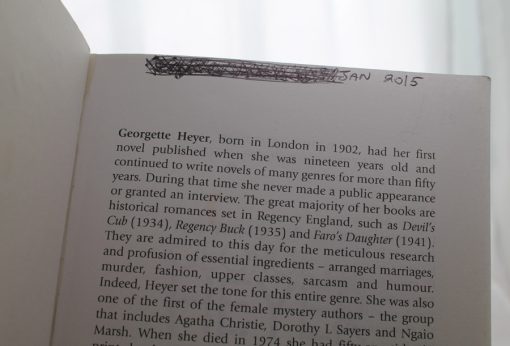 JAN 2015
Georgette Heyer, born in London in 1902, had her first
novel published when she was nineteen years old and
continued to write novels of many genres for more than fifty
years. During that time she never made a public appearance
or granted an interview. The great majority of her books are
historical romances set in Regency England, such as Devil's
Cub (1934), Regency Buck (1935) and Faro's Daughter (1941).
They are admired to this day for the meticulous research
and profusion of essential ingredients – arranged marriages,
murder, fashion, upper classes, sarcasm and humour.
Indeed, Heyer set the tone for this entire genre. She was also
one of the first of the female mystery authors – the group
that includes Agatha Christie, Dorothy L Sayers and Ngaio
Marsh. When she died in 1974 she had fifty